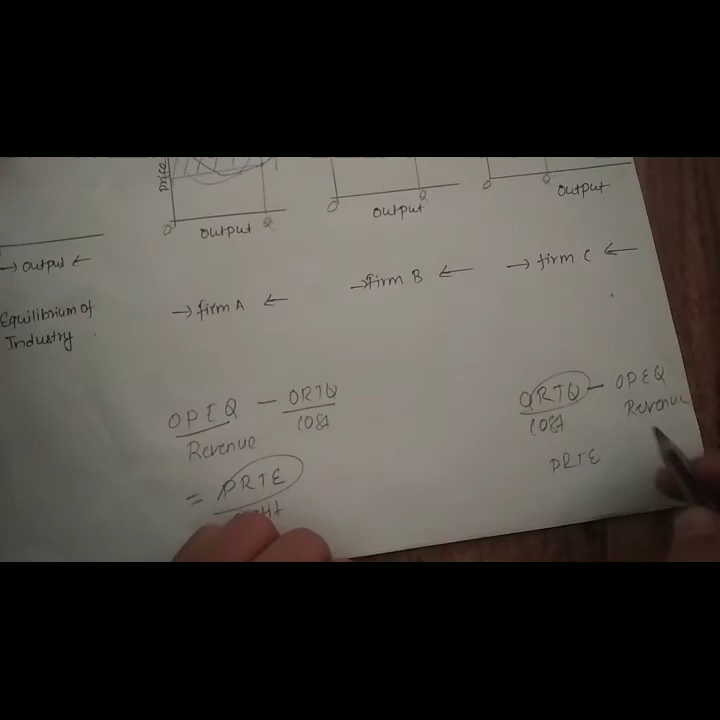 Price
O
Output Q
O
Q
Output
O
Q
Output
→ Output ←
Equilibrium of
Industry
→ firm A ←
→ firm B ←
→ firm C ←
OPEQ – ORTQ
Revenue
Cost
= PRTE
ORTQ – OPEQ
Cost
Revenue
PRTE